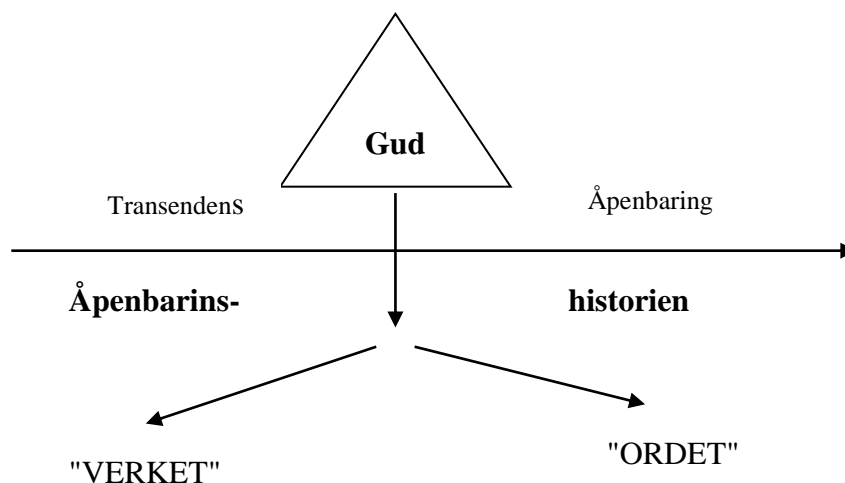 Gud
Transendens Åpenbaring
Åpenbarins- historien
"VERKET" "ORDET"